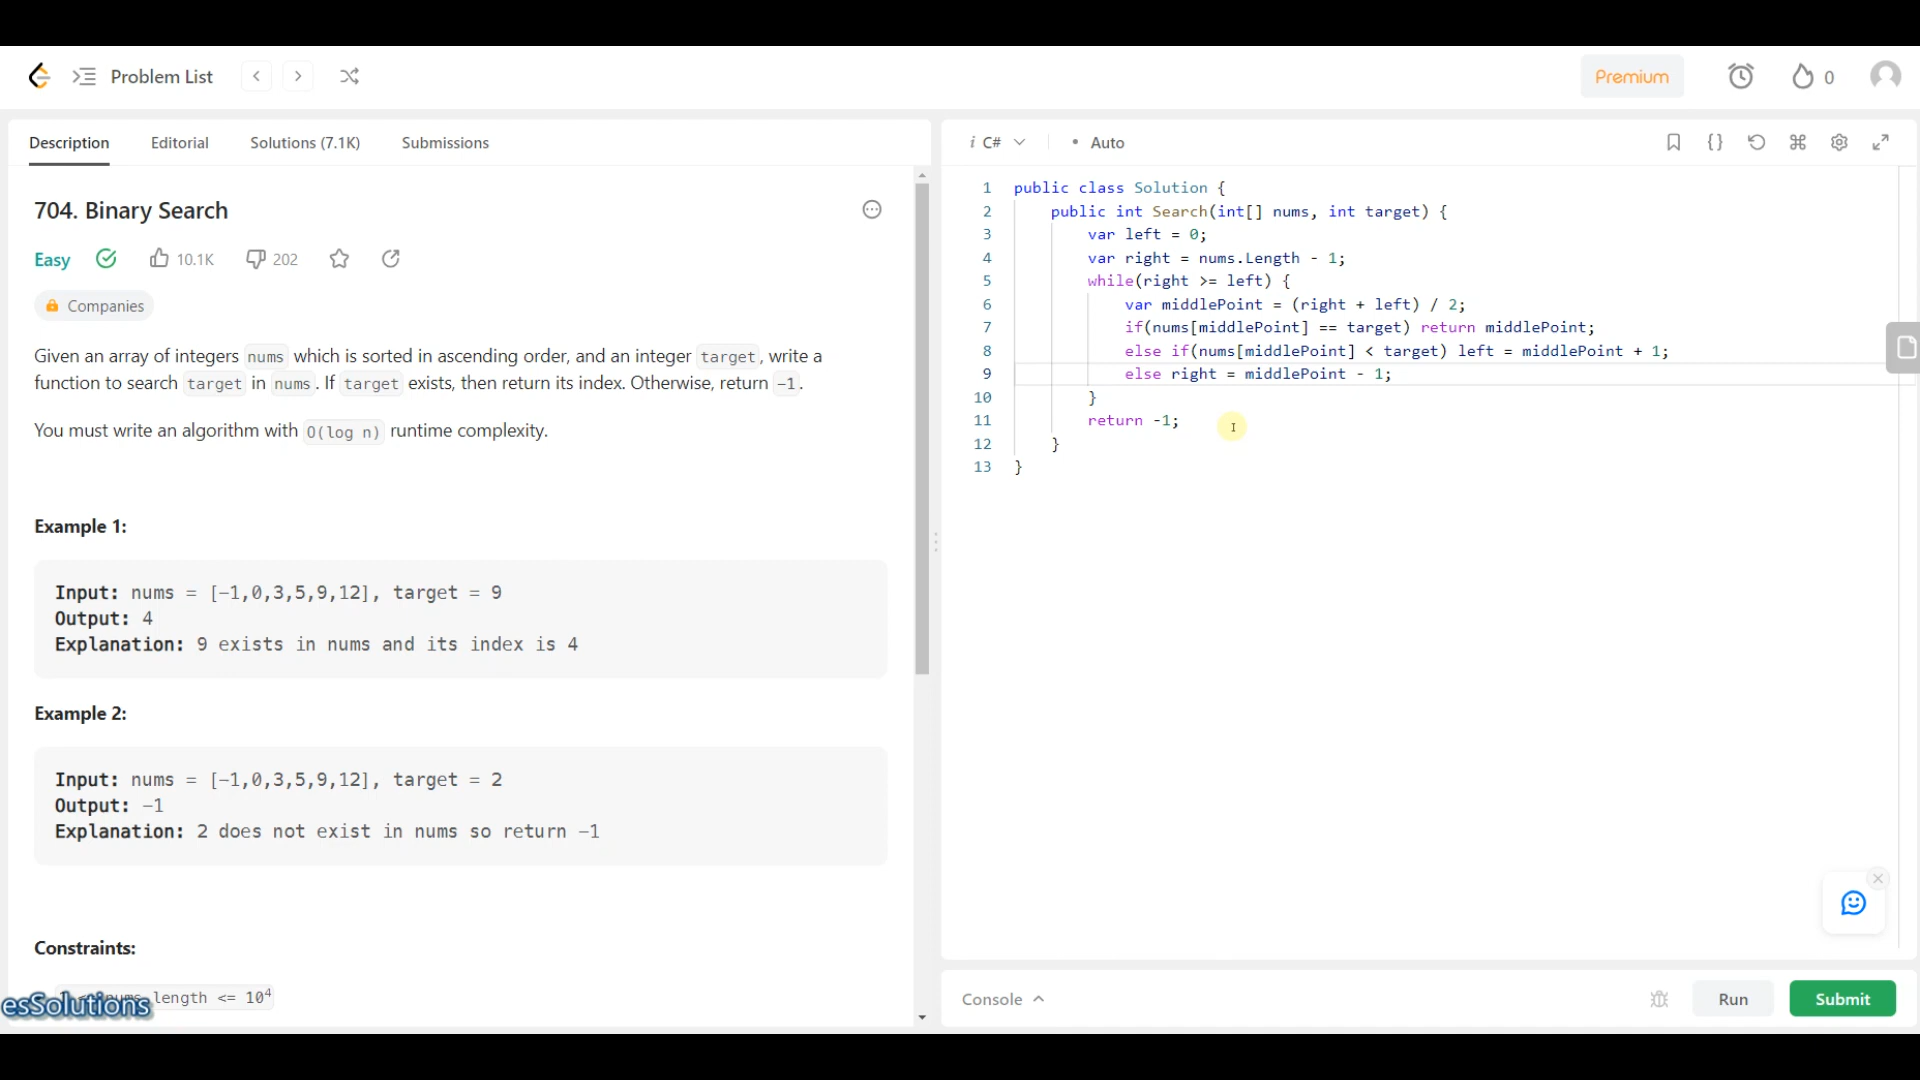 Problem List
Premium
0
Description Editorial Solutions (7.1K) Submissions
704. Binary Search
Easy 10.1K 202
Companies
Given an array of integers nums which is sorted in ascending order, and an integer target, write a
function to search target in nums. If target exists, then return its index. Otherwise, return -1.
You must write an algorithm with O(log n) runtime complexity.
Example 1:
Input: nums = [-1,0,3,5,9,12], target = 9
Output: 4
Explanation: 9 exists in nums and its index is 4
Example 2:
Input: nums = [-1,0,3,5,9,12], target = 2
Output: -1
Explanation: 2 does not exist in nums so return -1
Constraints:
length <= 10⁴
esSolutions
i C# • Auto
1 public class Solution {
2 public int Search(int[] nums, int target) {
3 var left = 0;
4 var right = nums.Length - 1;
5 while(right >= left) {
6 var middlePoint = (right + left) / 2;
7 if(nums[middlePoint] == target) return middlePoint;
8 else if(nums[middlePoint] < target) left = middlePoint + 1;
9 else right = middlePoint - 1;
10 }
11 return -1;
12 }
13 }
Console
Run
Submit